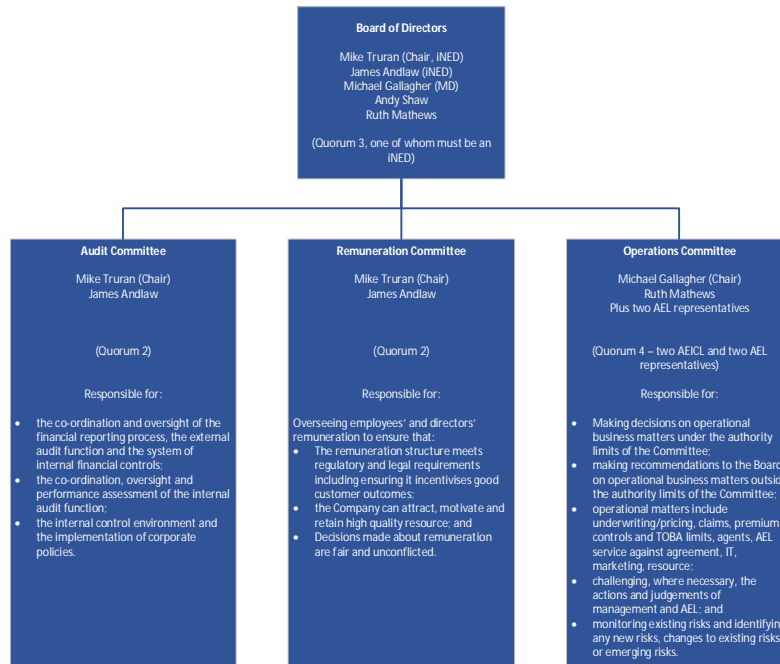 Board of Directors
Mike Truran (Chair, iNED)
James Andlaw (iNED)
Michael Gallagher (MD)
Andy Shaw
Ruth Mathews
(Quorum 3, one of whom must be an
iNED)
Audit Committee
Mike Truran (Chair)
James Andlaw
(Quorum 2)
Responsible for:
• the co-ordination and oversight of the
financial reporting process, the external
audit function and the system of
internal financial controls;
• the co-ordination, oversight and
performance assessment of the internal
audit function;
• the internal control environment and
the implementation of corporate
policies.
Remuneration Committee
Mike Truran (Chair)
James Andlaw
(Quorum 2)
Responsible for:
Overseeing employees' and directors'
remuneration to ensure that:
• The remuneration structure meets
regulatory and legal requirements
including ensuring it incentivises good
customer outcomes;
• the Company can attract, motivate and
retain high quality resource; and
• Decisions made about remuneration
are fair and unconflicted.
Operations Committee
Michael Gallagher (Chair)
Ruth Mathews
Plus two AEL representatives
(Quorum 4 – two AEICL and two AEL
representatives)
Responsible for:
• Making decisions on operational
business matters under the authority
limits of the Committee;
• making recommendations to the Board
on operational business matters outsid
the authority limits of the Committee;
• operational matters include
underwriting/pricing, claims, premium
controls and TOBA limits, agents, AEL
service against agreement, IT,
marketing, resource;
• challenging, where necessary, the
actions and judgements of
management and AEL; and
• monitoring existing risks and identifyin
any new risks, changes to existing risks
or emerging risks.